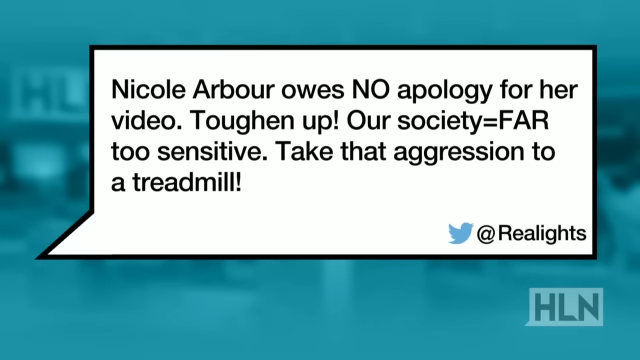 Nicole Arbour owes NO apology for her
video. Toughen up! Our society=FAR
too sensitive. Take that aggression to
a treadmill!
@Realights
HLN
HLN